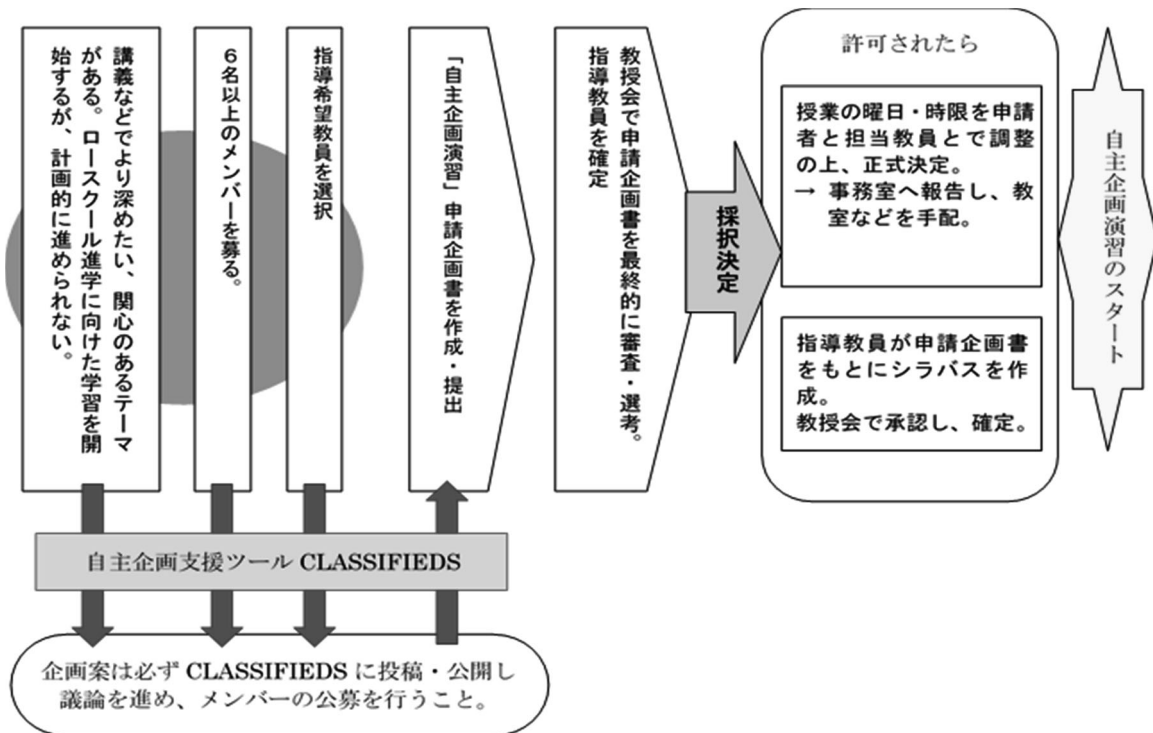 講義などでより深めたい、関心のあるテーマ
がある。ロースクール進学に向けた学習を開
始するが、計画的に進められない。
６名以上のメンバーを募る。
指導希望教員を選択
「自主企画演習」申請企画書を作成・提出
教授会で申請企画書を最終的に審査・選考。
指導教員を確定
採択決定
許可されたら
授業の曜日・時限を申請
者と担当教員とで調整
の上、正式決定。
→ 事務室へ報告し、教
室などを手配。
指導教員が申請企画書
をもとにシラバスを作
成。
教授会で承認し、確定。
自主企画演習のスタート
自主企画支援ツール CLASSIFIEDS
企画案は必ず CLASSIFIEDS に投稿・公開し
議論を進め、メンバーの公募を行うこと。